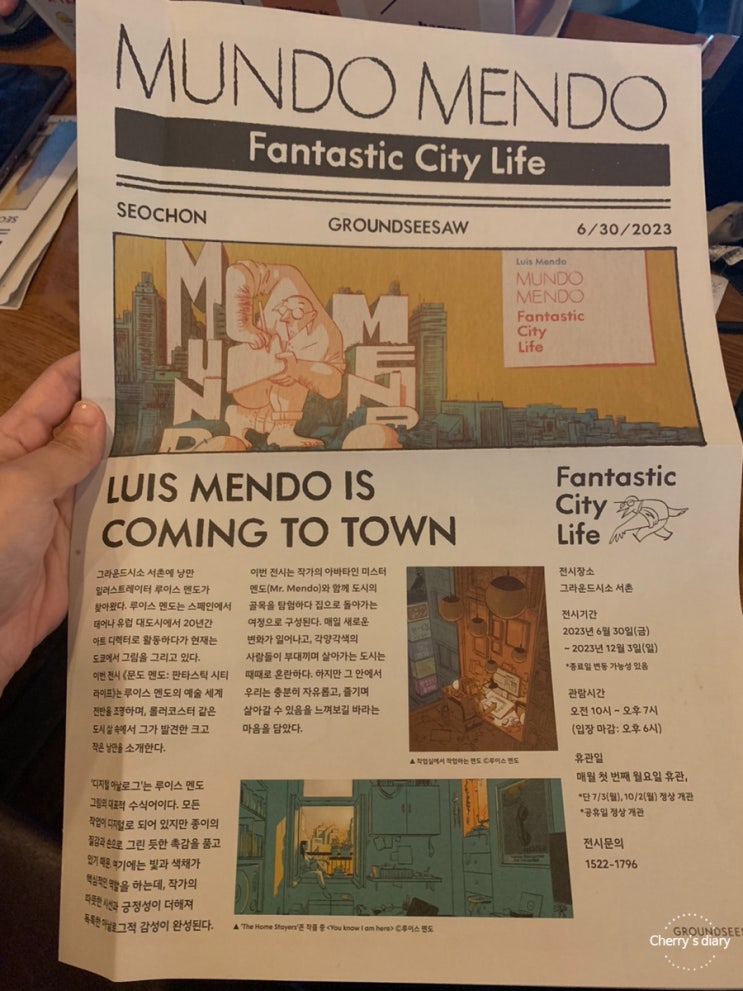 MUNDO MENDO
Fantastic City Life
SEOCHON
GROUNDSEESAW
6/30/2023
MUNDO
MENDO
Luis Mendo
MUNDO
MENDO
Fantastic
City
Life
LUIS MENDO IS
COMING TO TOWN
Fantastic
City
Life
그라운드시소 서촌에 낭만
일러스트레이터 루이스 멘도가
찾아왔다. 루이스 멘도는 스페인에서
태어나 유럽 대도시에서 20년간
아트 디렉터로 활동하다가 현재는
도쿄에서 그림을 그리고 있다.
이번 전시 〈문도 멘도: 판타스틱 시티
라이프〉는 루이스 멘도의 예술 세계
전반을 조명하며, 롤러코스터 같은
도시 삶 속에서 그가 발견한 크고
작은 낭만을 소개한다.
'디지털 아날로그'는 루이스 멘도
그림의 대표적 수식어이다. 모든
작업이 디지털로 되어 있지만 종이의
질감과 손으로 그린 듯한 촉감을 품고
있기 때문. 여기에는 빛과 색채가
핵심적인 역할을 하는데, 작가의
따뜻한 시선과 긍정성이 더해져
독특한 아날로그적 감성이 완성된다.
이번 전시는 작가의 아바타인 미스터
멘도(Mr. Mendo)와 함께 도시의
골목을 탐험하다 집으로 돌아가는
여정으로 구성된다. 매일 새로운
변화가 일어나고, 각양각색의
사람들이 부대끼며 살아가는 도시는
때때로 혼란하다. 하지만 그 안에서
우리는 충분히 자유롭고, 즐기며
살아갈 수 있음을 느껴보길 바라는
마음을 담았다.
▲ 작업실에서 작업하는 멘도 ©루이스 멘도
▲ 'The Home Stayers'존 작품 중 <You know I am here> ©루이스 멘도
전시장소
그라운드시소 서촌
전시기간
2023년 6월 30일(금)
~ 2023년 12월 3일(일)
*종료일 변동 가능성 있음
관람시간
오전 10시 ~ 오후 7시
(입장 마감: 오후 6시)
휴관일
매월 첫 번째 월요일 휴관,
*단 7/3(월), 10/2(월) 정상 개관
*공휴일 정상 개관
전시문의
1522-1796
GROUNDSEE
Cherry's diary